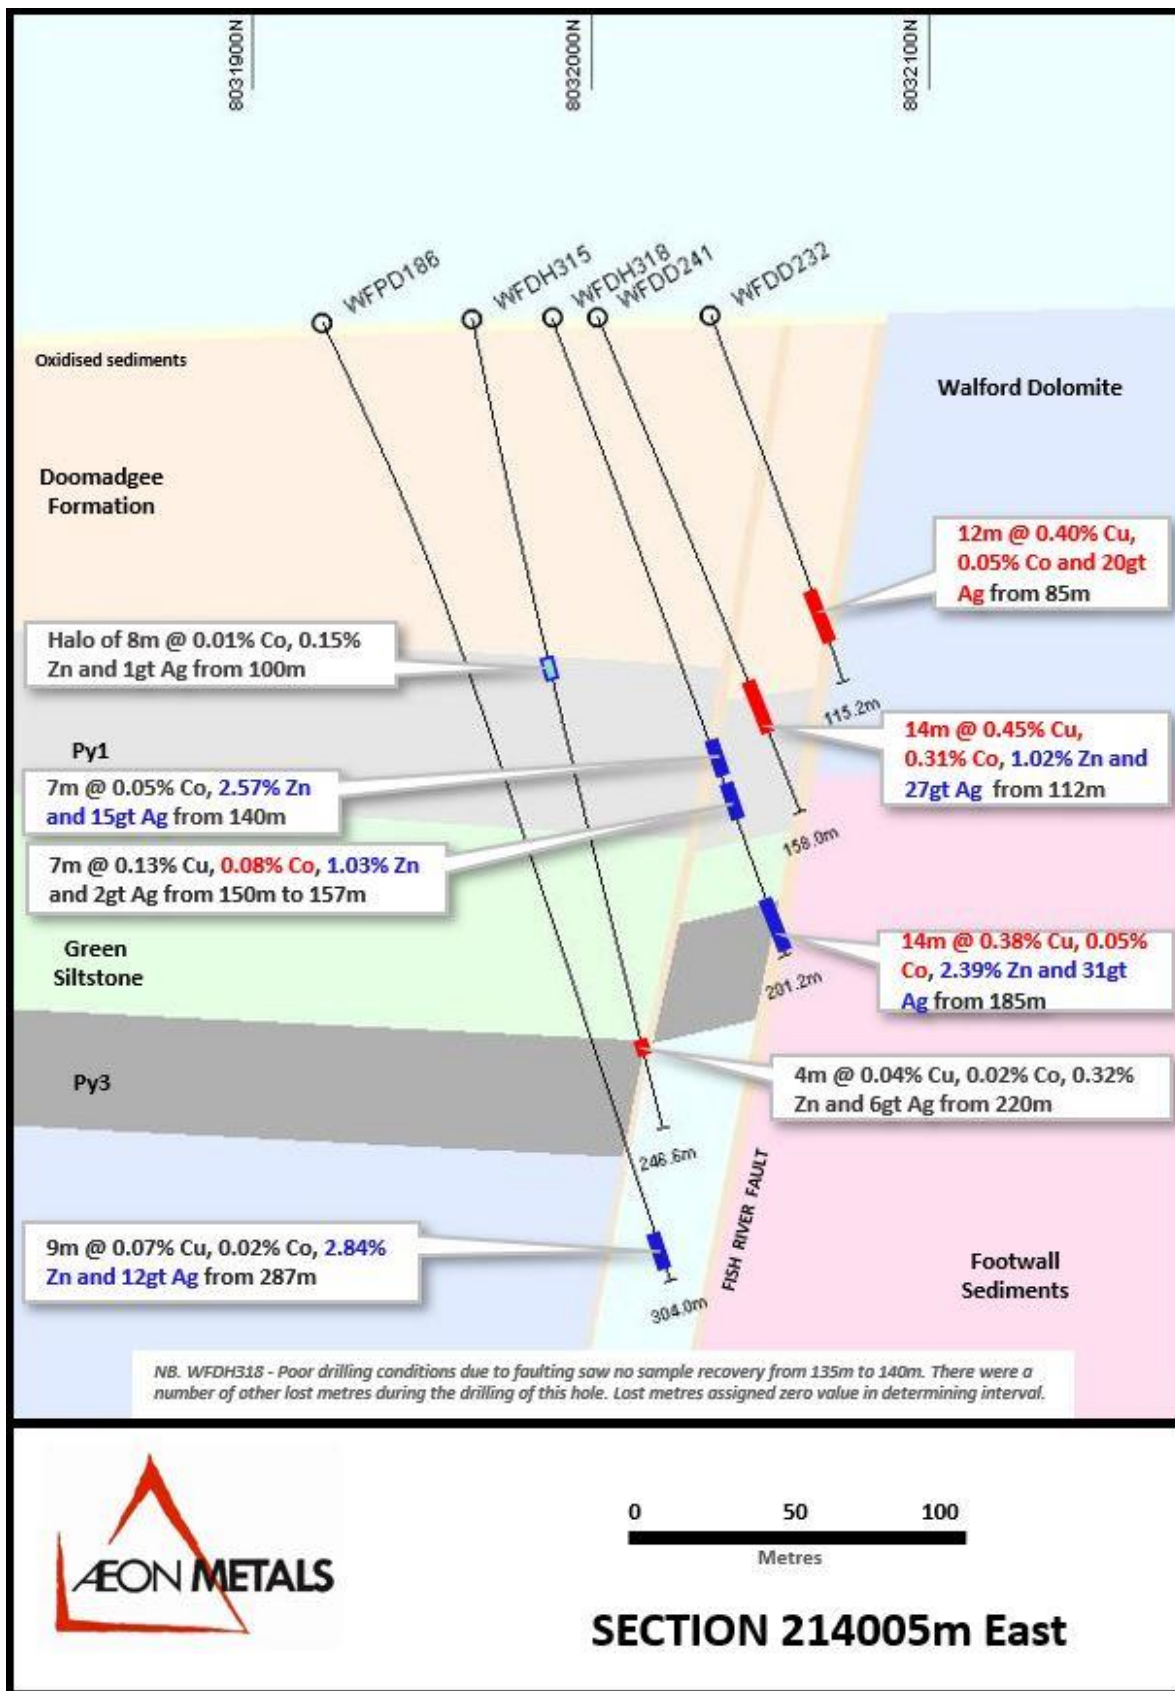 8031900N
8032000N
8032100N
WFPD186
WFDH315
WFDH318
WFDD241
WFDD232
Oxidised sediments
Walford Dolomite
Doomadgee
Formation
12m @ 0.40% Cu,
0.05% Co and 20gt
Ag from 85m
Halo of 8m @ 0.01% Co, 0.15%
Zn and 1gt Ag from 100m
115.2m
14m @ 0.45% Cu,
0.31% Co, 1.02% Zn and
27gt Ag from 112m
Py1
7m @ 0.05% Co, 2.57% Zn
and 15gt Ag from 140m
158.0m
7m @ 0.13% Cu, 0.08% Co, 1.03% Zn
and 2gt Ag from 150m to 157m
Green
Siltstone
14m @ 0.38% Cu, 0.05%
Co, 2.39% Zn and 31gt
Ag from 185m
201.2m
Py3
4m @ 0.04% Cu, 0.02% Co, 0.32%
Zn and 6gt Ag from 220m
246.6m
FISH RIVER FAULT
9m @ 0.07% Cu, 0.02% Co, 2.84%
Zn and 12gt Ag from 287m
Footwall
Sediments
304.0m
NB. WFDH318 - Poor drilling conditions due to faulting saw no sample recovery from 135m to 140m. There were a
number of other lost metres during the drilling of this hole. Lost metres assigned zero value in determining interval.
0 50 100
Metres
ÆON METALS
SECTION 214005m East